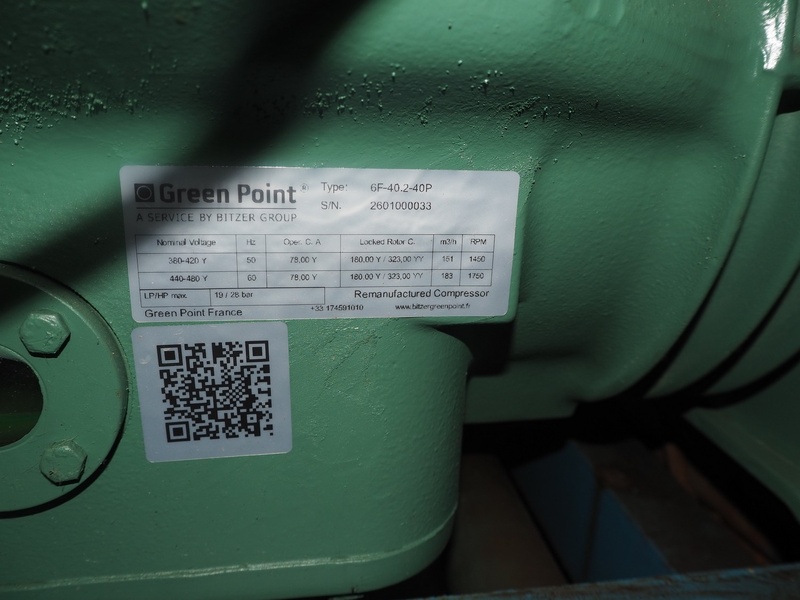 Green Point®
A SERVICE BY BITZER GROUP
Type: 6F-40.2-40P
S/N. 2601000033
Nominal Voltage Hz Oper. C. A Locked Rotor C. m3/h RPM
380-420 Y 50 78.00 Y 180.00 Y / 323,00 YY 151 1450
440-480 Y 60 78.00 Y 180.00 Y / 323,00 YY 183 1750
LP/HP max. 19 / 28 bar
Remanufactured Compressor
Green Point France +33 174591010 www.bitzergreenpoint.fr